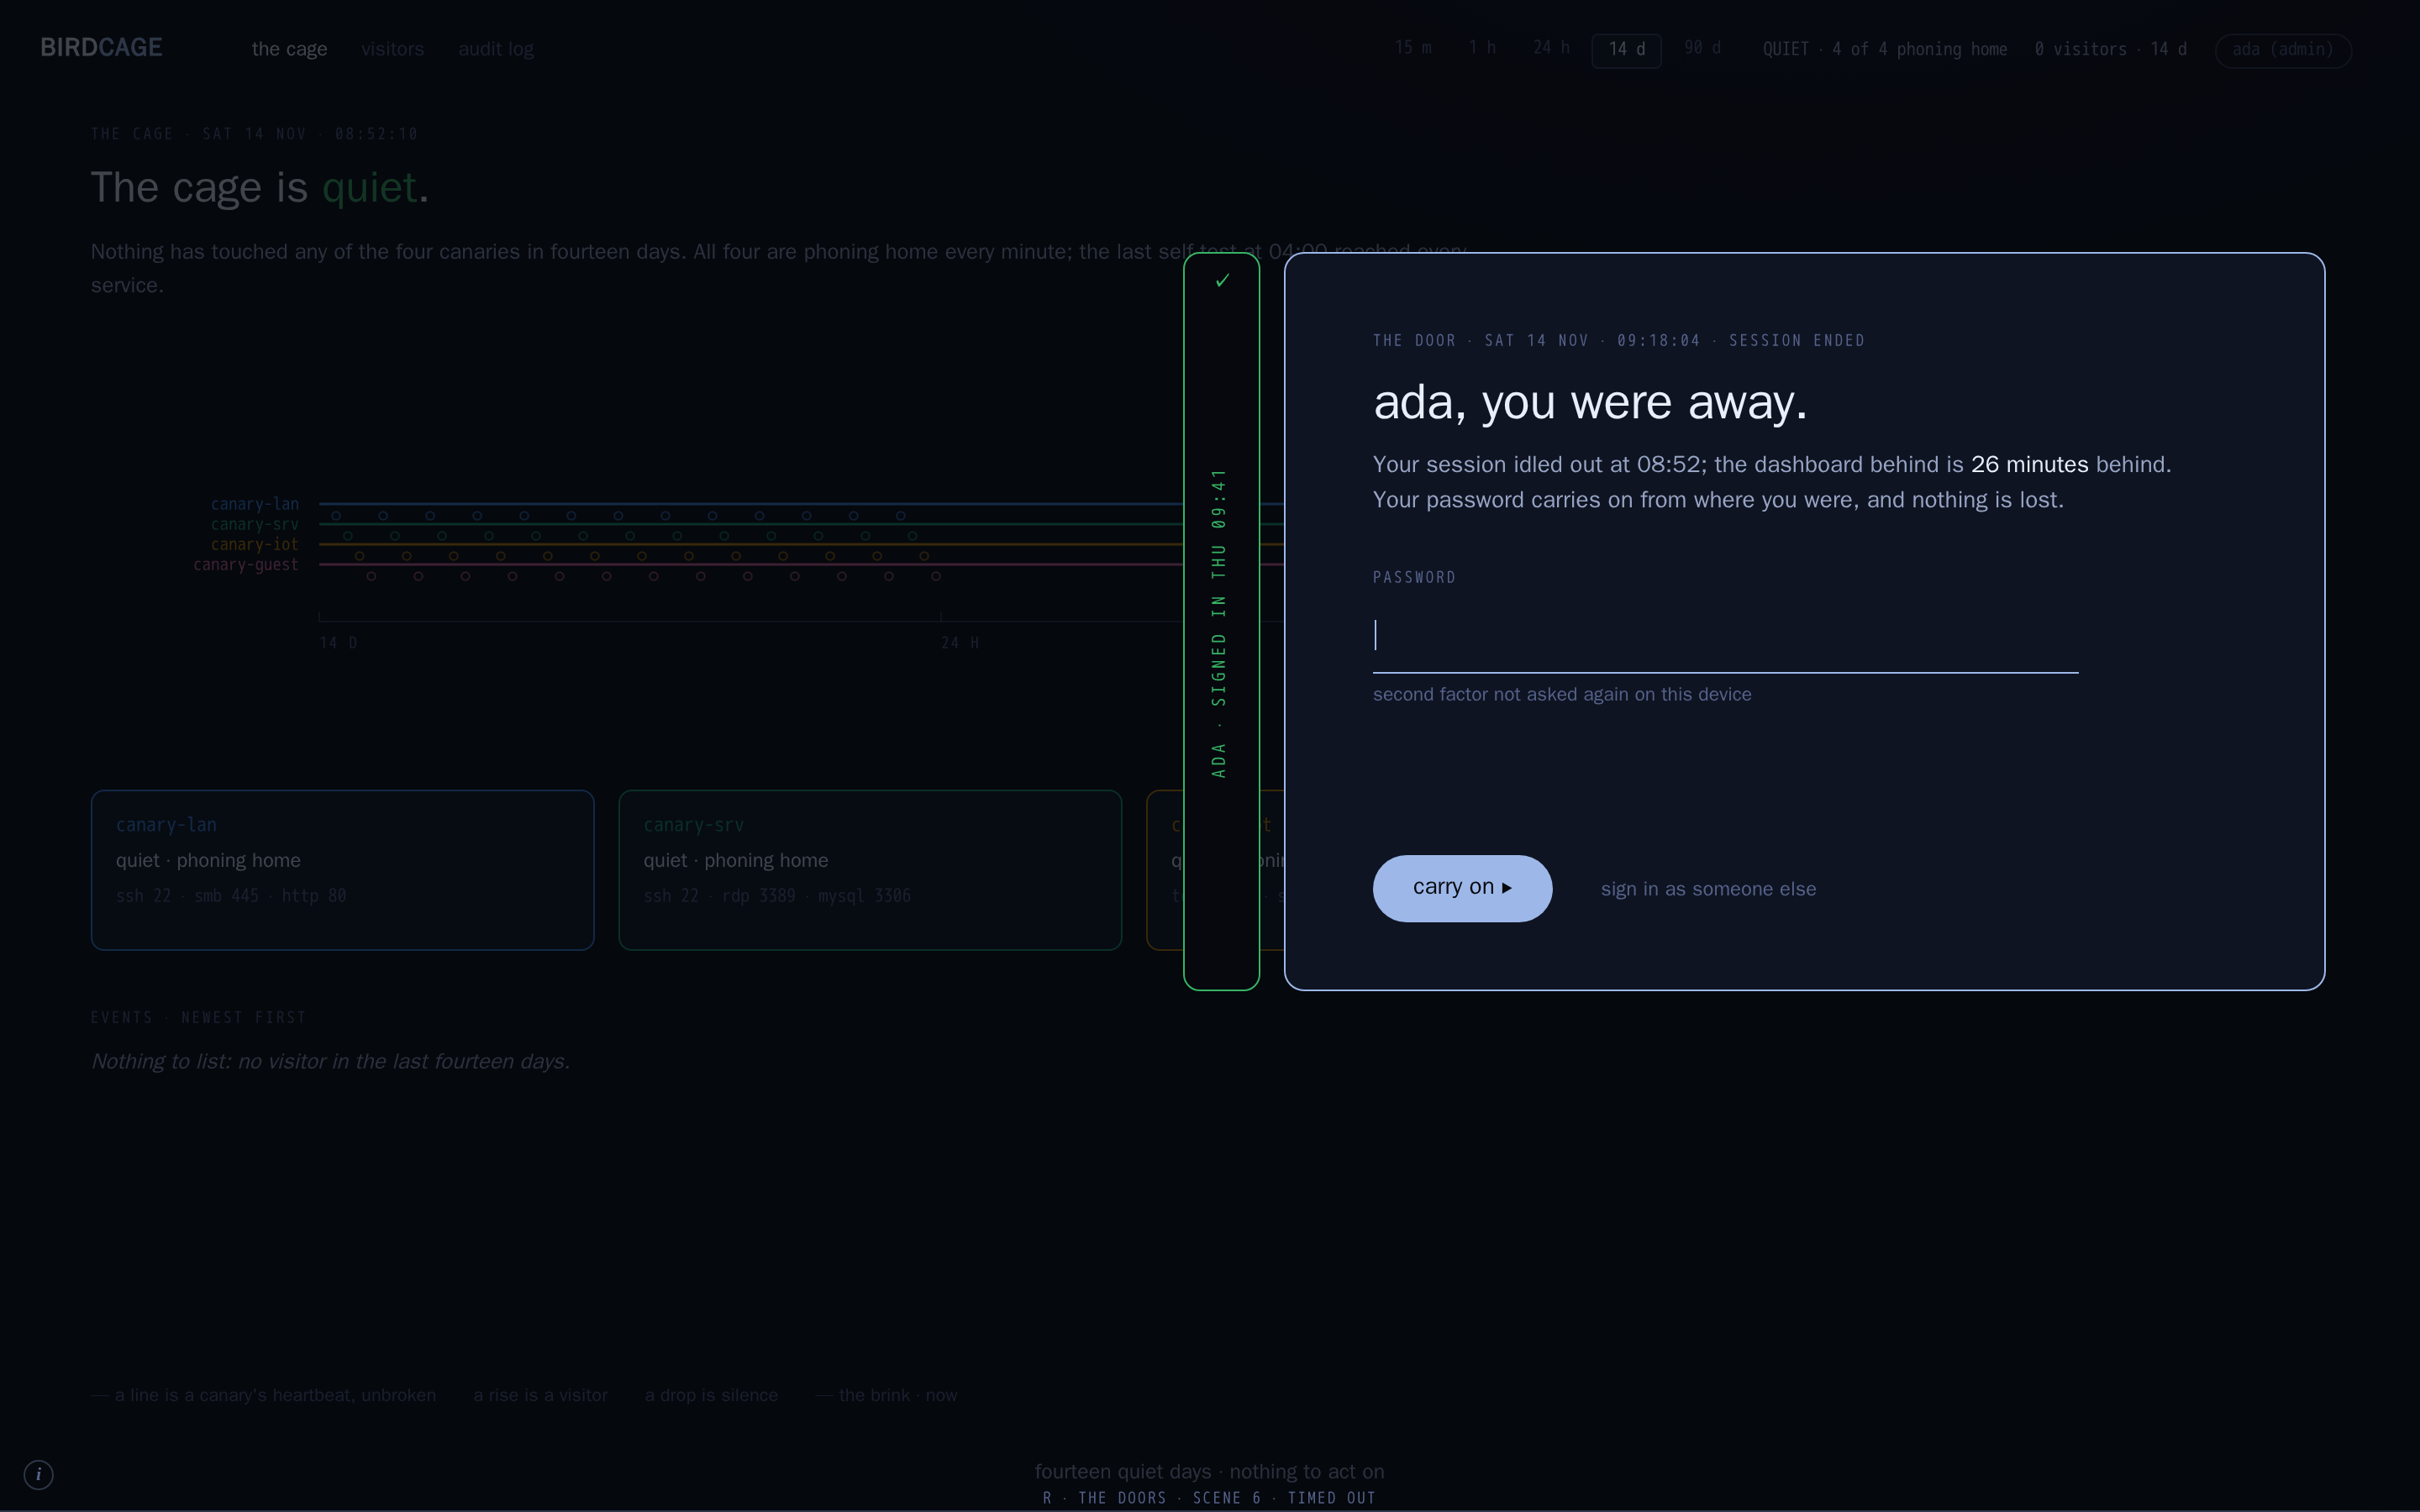 BIRDCAGE the cage visitors audit log 15 m 1 h 24 h 14 d 90 d QUIET · 4 of 4 phoning home 0 visitors · 14 d ada (admin)
THE CAGE · SAT 14 NOV · 08:52:10
The cage is quiet.
Nothing has touched any of the four canaries in fourteen days. All four are phoning home every minute; the last self test at 04:00 reached every
service.
canary-lan
canary-srv
canary-iot
canary-guest
14 D 24 H
canary-lan
quiet · phoning home
ssh 22 · smb 445 · http 80
canary-srv
quiet · phoning home
ssh 22 · rdp 3389 · mysql 3306
✓
ADA · SIGNED IN THU 09:41
THE DOOR · SAT 14 NOV · 09:18:04 · SESSION ENDED
ada, you were away.
Your session idled out at 08:52; the dashboard behind is 26 minutes behind.
Your password carries on from where you were, and nothing is lost.
PASSWORD
second factor not asked again on this device
carry on ▸ sign in as someone else
EVENTS · NEWEST FIRST
Nothing to list: no visitor in the last fourteen days.
— a line is a canary's heartbeat, unbroken a rise is a visitor a drop is silence — the brink · now
i
fourteen quiet days · nothing to act on
R · THE DOORS · SCENE 6 · TIMED OUT